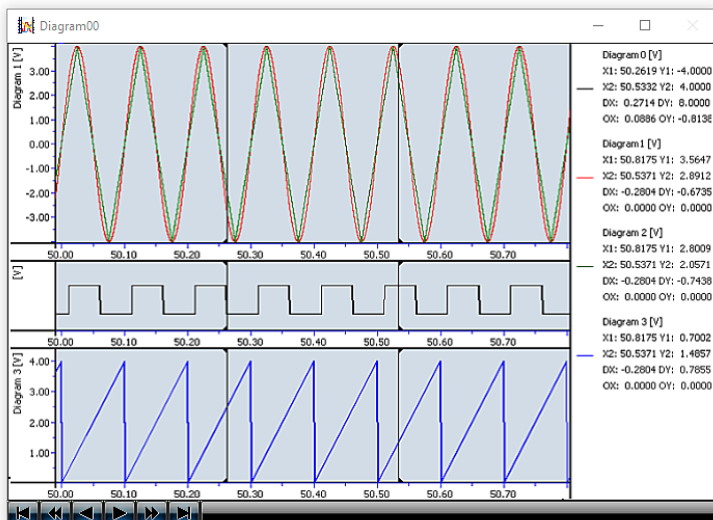 Diagram00
Diagram 1 [V]
3.00
2.00
1.00
0.00
-1.00
-2.00
-3.00
50.00 50.10 50.20 50.30 50.40 50.50 50.60 50.70
[V]
50.00 50.10 50.20 50.30 50.40 50.50 50.60 50.70
Diagram 3 [V]
4.00
3.00
2.00
1.00
50.00 50.10 50.20 50.30 50.40 50.50 50.60 50.70
Diagram 0 [V]
X1: 50.2619 Y1: -4.0000
X2: 50.5332 Y2: 4.0000
DX: 0.2714 DY: 8.0000
OX: 0.0886 OY: -0.8138
Diagram1 [V]
X1: 50.8175 Y1: 3.5647
X2: 50.5371 Y2: 2.8912
DX: -0.2804 DY: -0.6735
OX: 0.0000 OY: 0.0000
Diagram 2 [V]
X1: 50.8175 Y1: 2.8009
X2: 50.5371 Y2: 2.0571
DX: -0.2804 DY: -0.7438
OX: 0.0000 OY: 0.0000
Diagram 3 [V]
X1: 50.8175 Y1: 0.7002
X2: 50.5371 Y2: 1.4857
DX: -0.2804 DY: 0.7855
OX: 0.0000 OY: 0.0000